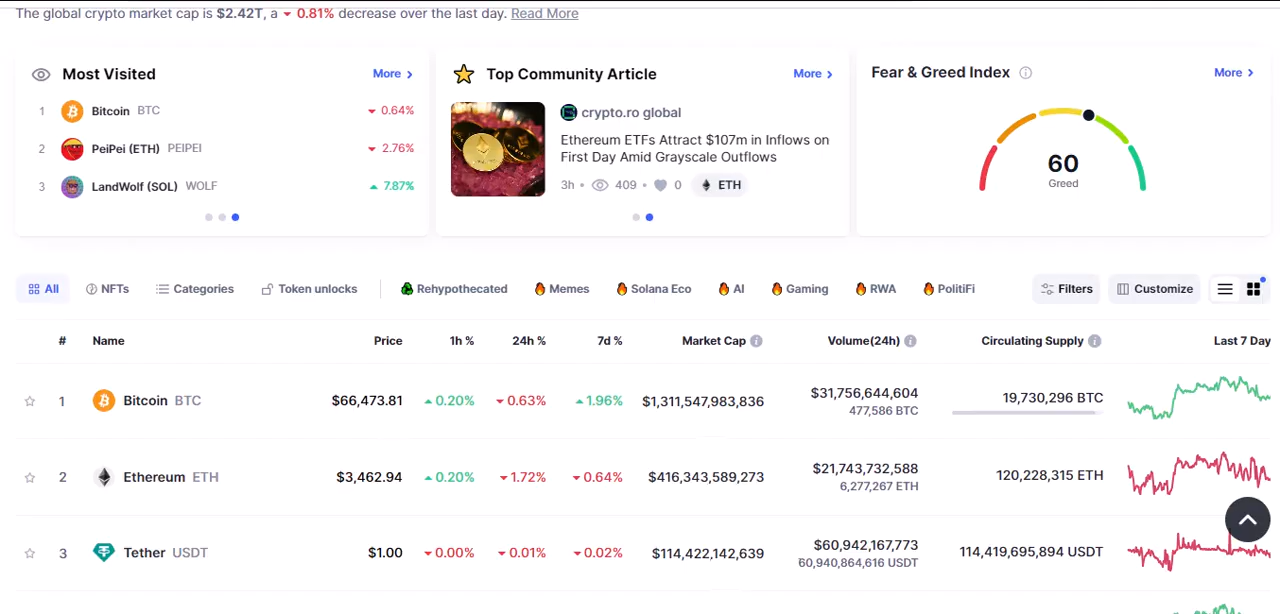 The global crypto market cap is $2.42T, a ▼ 0.81% decrease over the last day. Read More
Most Visited
More >
1 Bitcoin BTC ▼ 0.64%
2 PeiPei (ETH) PEIPEI ▼ 2.76%
3 LandWolf (SOL) WOLF ▲ 7.87%
Top Community Article
More >
crypto.ro global
Ethereum ETFs Attract $107m in Inflows on
First Day Amid Grayscale Outflows
3h • 409 • 0 ETH
Fear & Greed Index
More >
60
Greed
All NFTs Categories Token unlocks Rehypothecated Memes Solana Eco AI Gaming RWA PolitiFi Filters Customize
# Name Price 1h % 24h % 7d % Market Cap Volume(24h) Circulating Supply Last 7 Day
1 Bitcoin BTC $66,473.81 ▲ 0.20% ▼ 0.63% ▲ 1.96% $1,311,547,983,836 $31,756,644,604 19,730,296 BTC
477,586 BTC
2 Ethereum ETH $3,462.94 ▲ 0.20% ▼ 1.72% ▼ 0.64% $416,343,589,273 $21,743,732,588 120,228,315 ETH
6,277,267 ETH
3 Tether USDT $1.00 ▼ 0.00% ▼ 0.01% ▼ 0.02% $114,422,142,639 $60,942,167,773 114,419,695,894 USDT
60,940,864,616 USDT